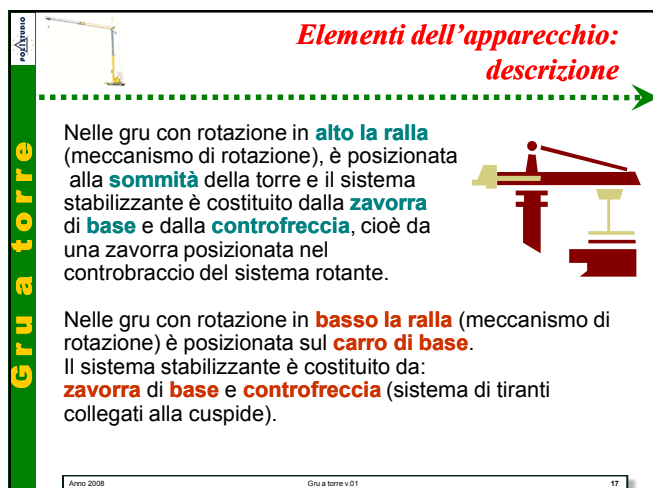 POLISTUDIO
Elementi dell'apparecchio:
descrizione
Gru a torre
Nelle gru con rotazione in alto la ralla
(meccanismo di rotazione), è posizionata
alla sommità della torre e il sistema
stabilizzante è costituito dalla zavorra
di base e dalla controfreccia, cioè da
una zavorra posizionata nel
controbraccio del sistema rotante.
Nelle gru con rotazione in basso la ralla (meccanismo di
rotazione) è posizionata sul carro di base.
Il sistema stabilizzante è costituito da:
zavorra di base e controfreccia (sistema di tiranti
collegati alla cuspide).
Anno 2008 Gru a torre v.01 17